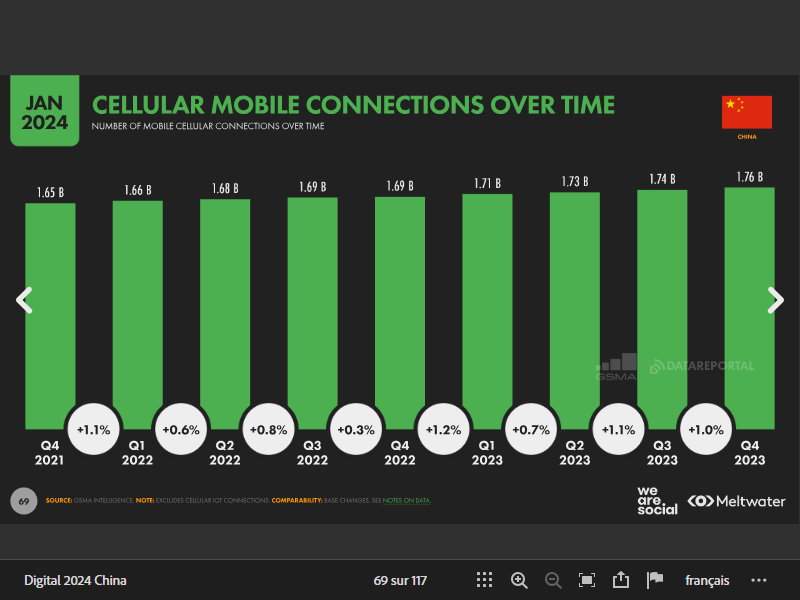 JAN
2024
CELLULAR MOBILE CONNECTIONS OVER TIME
NUMBER OF MOBILE CELLULAR CONNECTIONS OVER TIME
CHINA
1.65 B
1.66 B
1.68 B
1.69 B
1.69 B
1.71 B
1.73 B
1.74 B
1.76 B
GSMA
DATAREPORTAL
+1.1%
+0.6%
+0.8%
+0.3%
+1.2%
+0.7%
+1.1%
+1.0%
Q4
2021
Q1
2022
Q2
2022
Q3
2022
Q4
2022
Q1
2023
Q2
2023
Q3
2023
Q4
2023
69
SOURCE: GSMA INTELLIGENCE. NOTE: EXCLUDES CELLULAR IOT CONNECTIONS. COMPARABILITY: BASE CHANGES. SEE NOTES ON DATA.
we
are
social
Meltwater
Digital 2024 China
69 sur 117
français